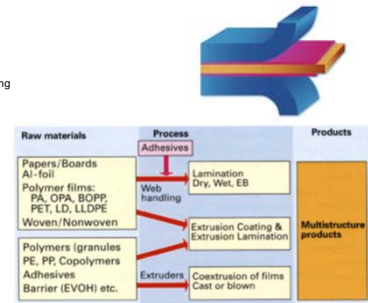 ng
Raw materials
Process
Products
Adhesives
Papers/Boards
Al-foil
Polymer films:
PA, OPA, BOPP,
PET, LD, LLDPE
Woven/Nonwoven
Web
handling
Lamination
Dry, Wet, EB
Extrusion Coating &
Extrusion Lamination
Multistructure
products
Polymers (granules
PE, PP, Copolymers
Adhesives
Barrier (EVOH) etc.
Extruders
Coextrusion of films
Cast or blown